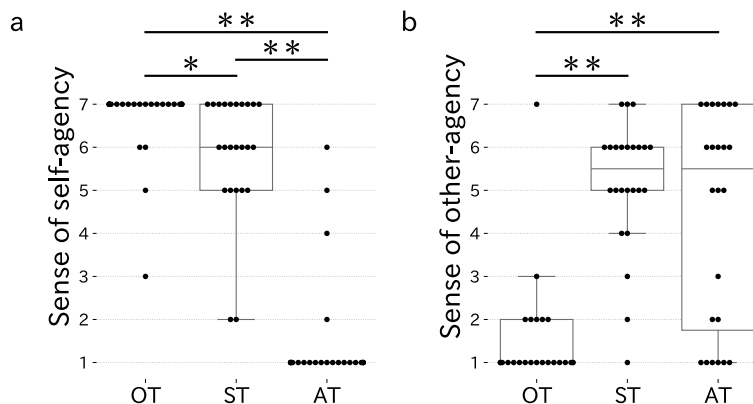 a
b
**
**
*
**
**
Sense of self-agency
7
6
5
4
3
2
1
OT
ST
AT
Sense of other-agency
7
6
5
4
3
2
1
OT
ST
AT